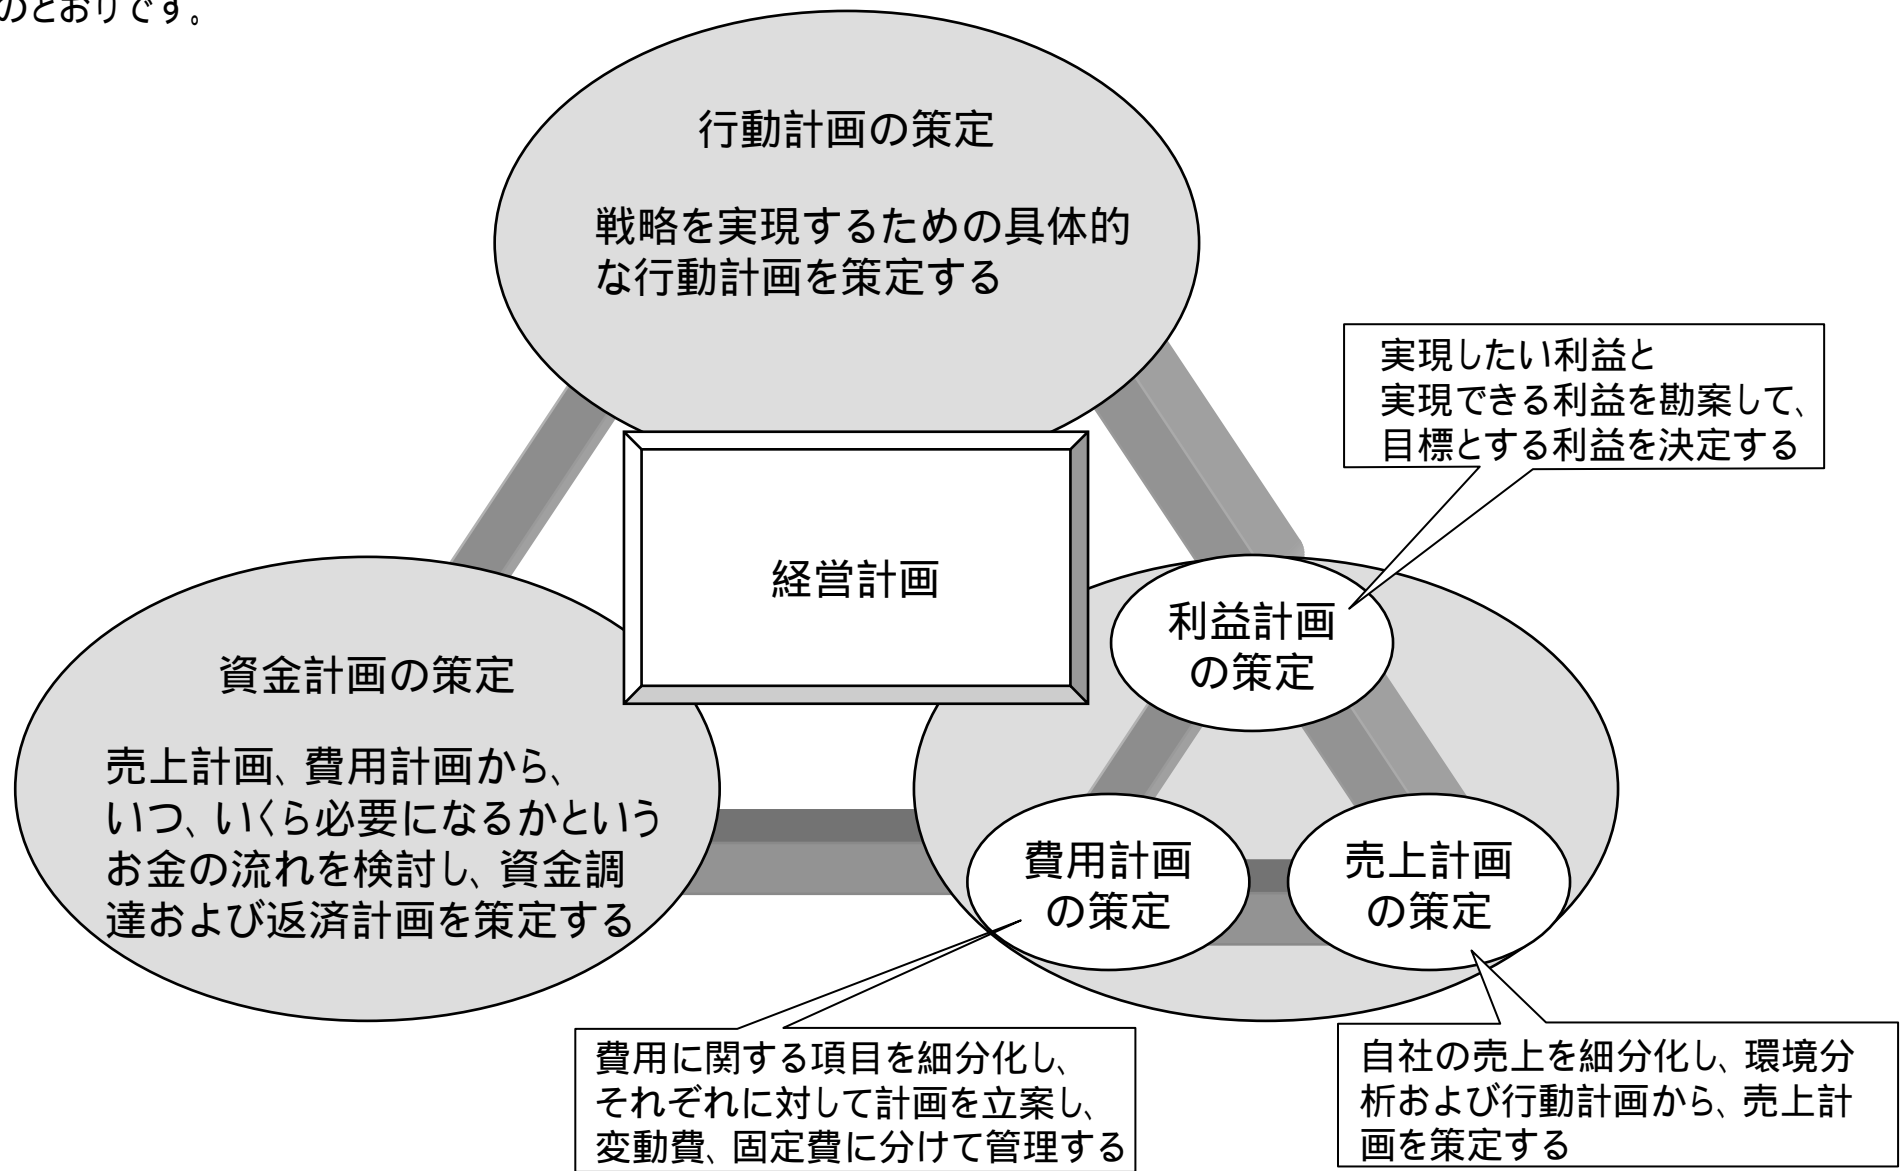 のとおりです。
行動計画の策定
戦略を実現するための具体的
な行動計画を策定する
実現したい利益と
実現できる利益を勘案して、
目標とする利益を決定する
経営計画
利益計画
の策定
資金計画の策定
売上計画、費用計画から、
いつ、いくら必要になるかという
お金の流れを検討し、資金調
達および返済計画を策定する
費用計画
の策定
売上計画
の策定
費用に関する項目を細分化し、
それぞれに対して計画を立案し、
変動費、固定費に分けて管理する
自社の売上を細分化し、環境分
析および行動計画から、売上計
画を策定する